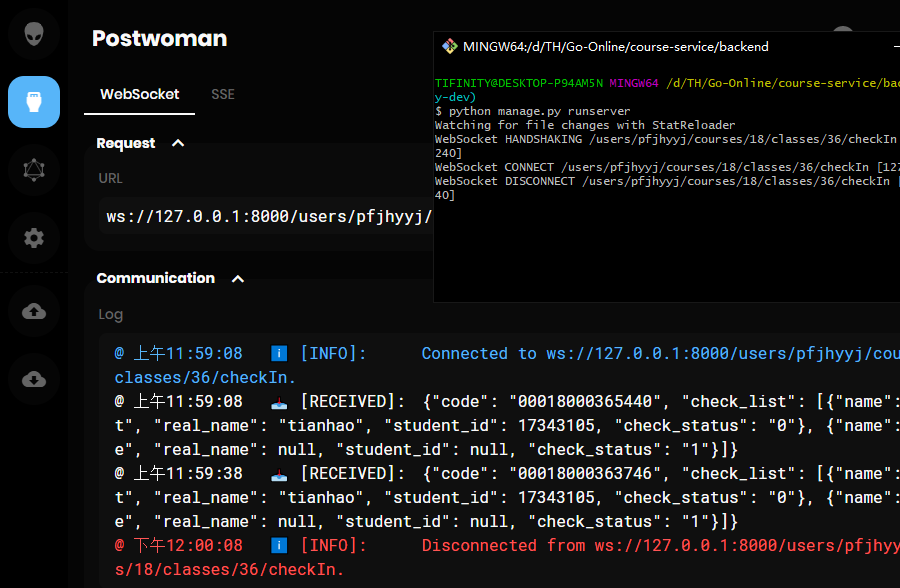 Postwoman
WebSocket
SSE
Request
URL
ws://127.0.0.1:8000/users/pfjhyyj/
MINGW64:/d/TH/Go-Online/course-service/backend
TIFINITY@DESKTOP-P94AM5N MINGW64 /d/TH/Go-Online/course-service/bac
y-dev)
$ python manage.py runserver
Watching for file changes with StatReloader
WebSocket HANDSHAKING /users/pfjhyyj/courses/18/classes/36/checkIn
240]
WebSocket CONNECT /users/pfjhyyj/courses/18/classes/36/checkIn [127
WebSocket DISCONNECT /users/pfjhyyj/courses/18/classes/36/checkIn [
40]
Communication
Log
@ 上午11:59:08 ℹ️ [INFO]: Connected to ws://127.0.0.1:8000/users/pfjhyyj/cou
classes/36/checkIn.
@ 上午11:59:08 📥 [RECEIVED]: {"code": "00018000365440", "check_list": [{"name":
t", "real_name": "tianhao", "student_id": 17343105, "check_status": "0"}, {"name":
e", "real_name": null, "student_id": null, "check_status": "1"}]}
@ 上午11:59:38 📥 [RECEIVED]: {"code": "00018000363746", "check_list": [{"name":
t", "real_name": "tianhao", "student_id": 17343105, "check_status": "0"}, {"name":
e", "real_name": null, "student_id": null, "check_status": "1"}]}
@ 下午12:00:08 ℹ️ [INFO]: Disconnected from ws://127.0.0.1:8000/users/pfjhyy
s/18/classes/36/checkIn.